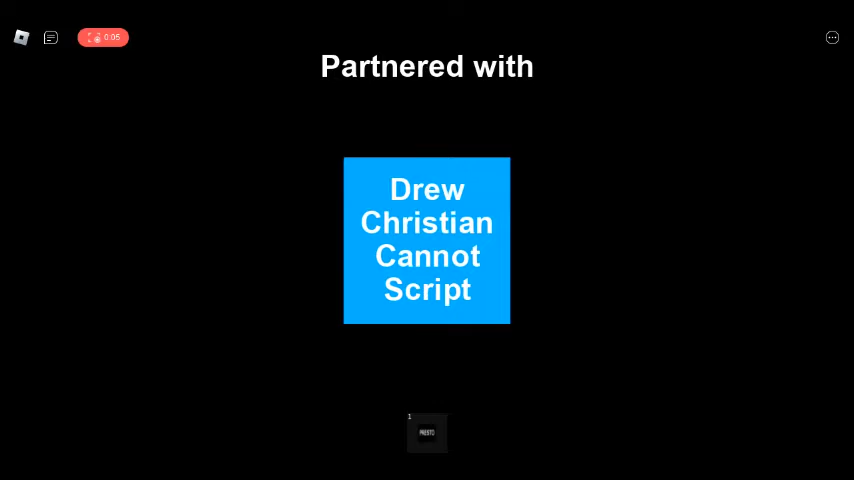 0:05
Partnered with
Drew
Christian
Cannot
Script
1
PRESTO